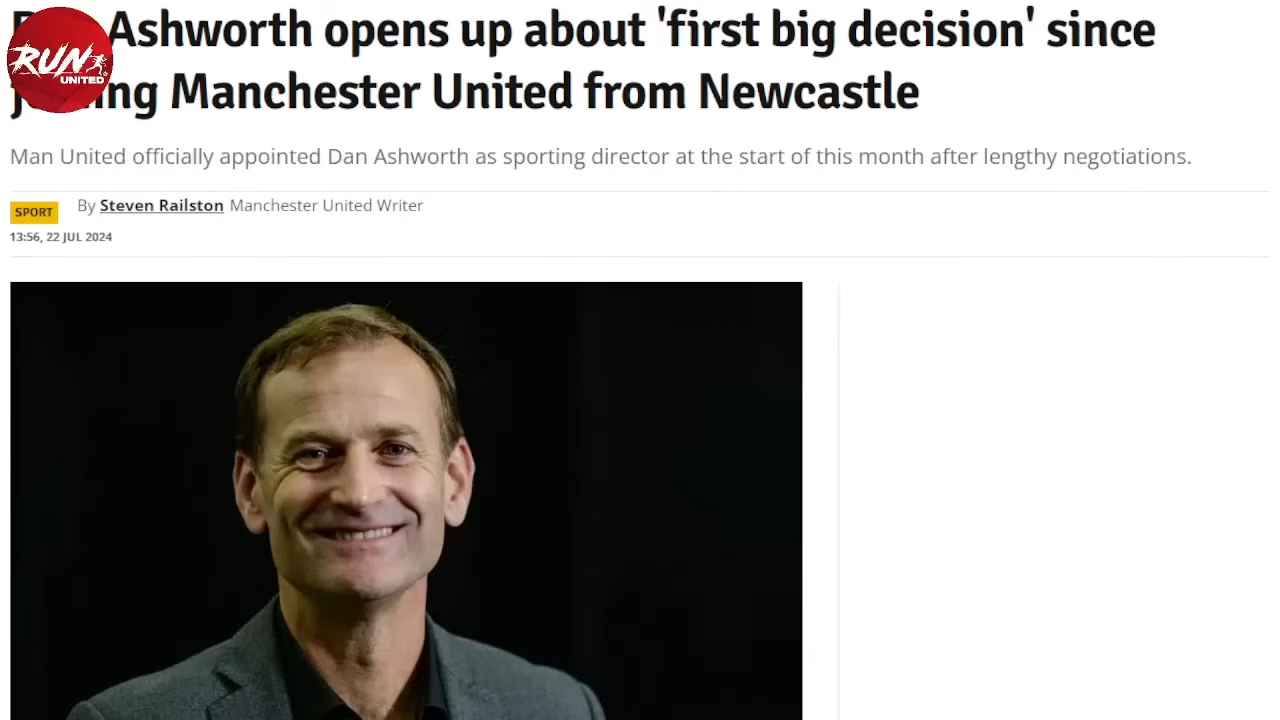 RUN
UNITED
Ashworth opens up about 'first big decision' since
ng Manchester United from Newcastle
Man United officially appointed Dan Ashworth as sporting director at the start of this month after lengthy negotiations.
SPORT
By Steven Railston Manchester United Writer
13:56, 22 JUL 2024